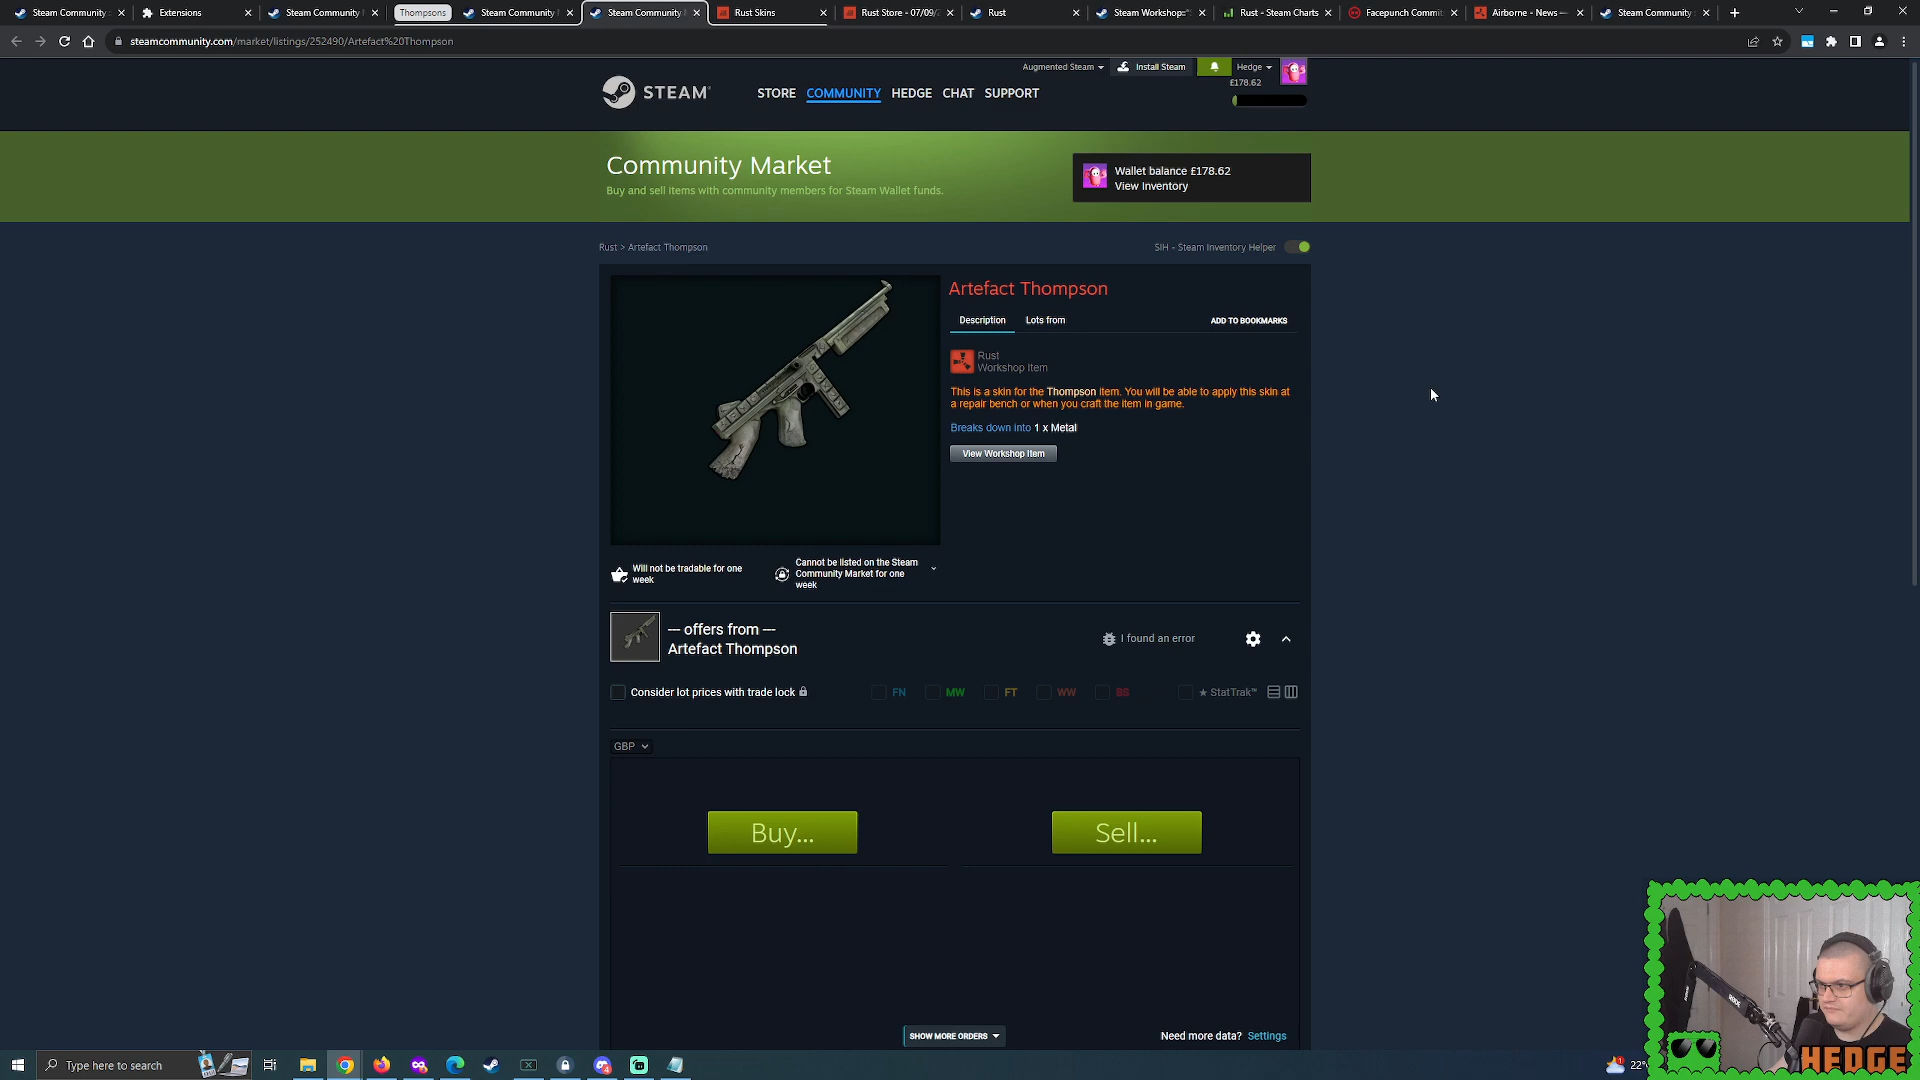 Steam Community :
Extensions
Steam Community
Thompsons
Steam Community
Steam Community
Rust Skins
Rust Store - 07/09/
Rust
Steam Workshop:"
Rust - Steam Charts
Facepunch Commit
Airborne - News —
Steam Community :
steamcommunity.com/market/listings/252490/Artefact%20Thompson
Augmented Steam
Install Steam
Hedge
£178.62
STEAM
STORE
COMMUNITY
HEDGE
CHAT
SUPPORT
Community Market
Buy and sell items with community members for Steam Wallet funds.
Wallet balance £178.62
View Inventory
Rust > Artefact Thompson
SIH - Steam Inventory Helper
Artefact Thompson
Description
Lots from
ADD TO BOOKMARKS
Rust
Workshop Item
This is a skin for the Thompson item. You will be able to apply this skin at
a repair bench or when you craft the item in game.
Breaks down into 1 x Metal
View Workshop Item
Will not be tradable for one
week
Cannot be listed on the Steam
Community Market for one
week
--- offers from ---
Artefact Thompson
I found an error
Consider lot prices with trade lock
FN
MW
FT
WW
BS
★ StatTrak™
GBP
Buy...
Sell...
SHOW MORE ORDERS
Need more data? Settings
Type here to search
22°
HEDGE